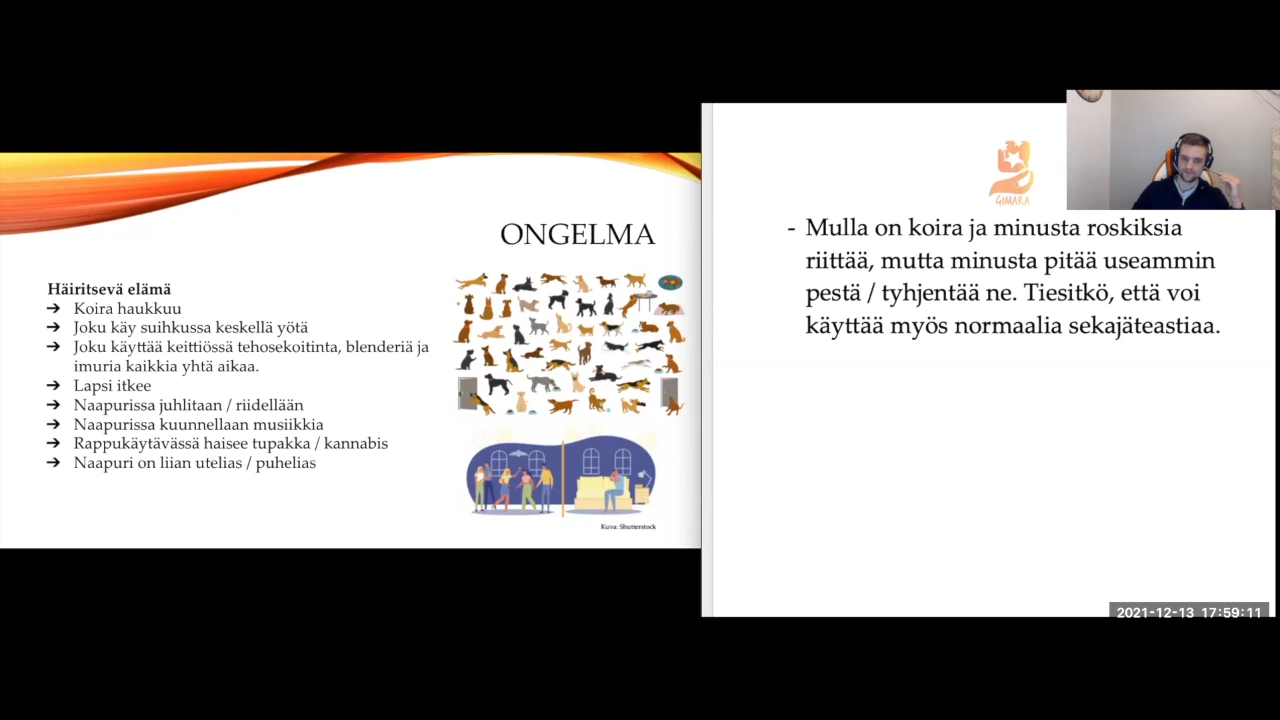 ONGELMA
Häiritsevä elämä
➔ Koira haukkuu
➔ Joku käy suihkussa keskellä yötä
➔ Joku käyttää keittiössä tehosekoitinta, blenderiä ja
imuria kaikkia yhtä aikaa.
➔ Lapsi itkee
➔ Naapurissa juhlitaan / riidellään
➔ Naapurissa kuunnellaan musiikkia
➔ Rappukäytävässä haisee tupakka / kannabis
➔ Naapuri on liian utelias / puhelias
Kuva: Shutterstock
GIMARA
- Mulla on koira ja minusta roskiksia
riittää, mutta minusta pitää useammin
pestä / tyhjentää ne. Tiesitkö, että voi
käyttää myös normaalia sekajäteastiaa.
2021-12-13 17:59:11